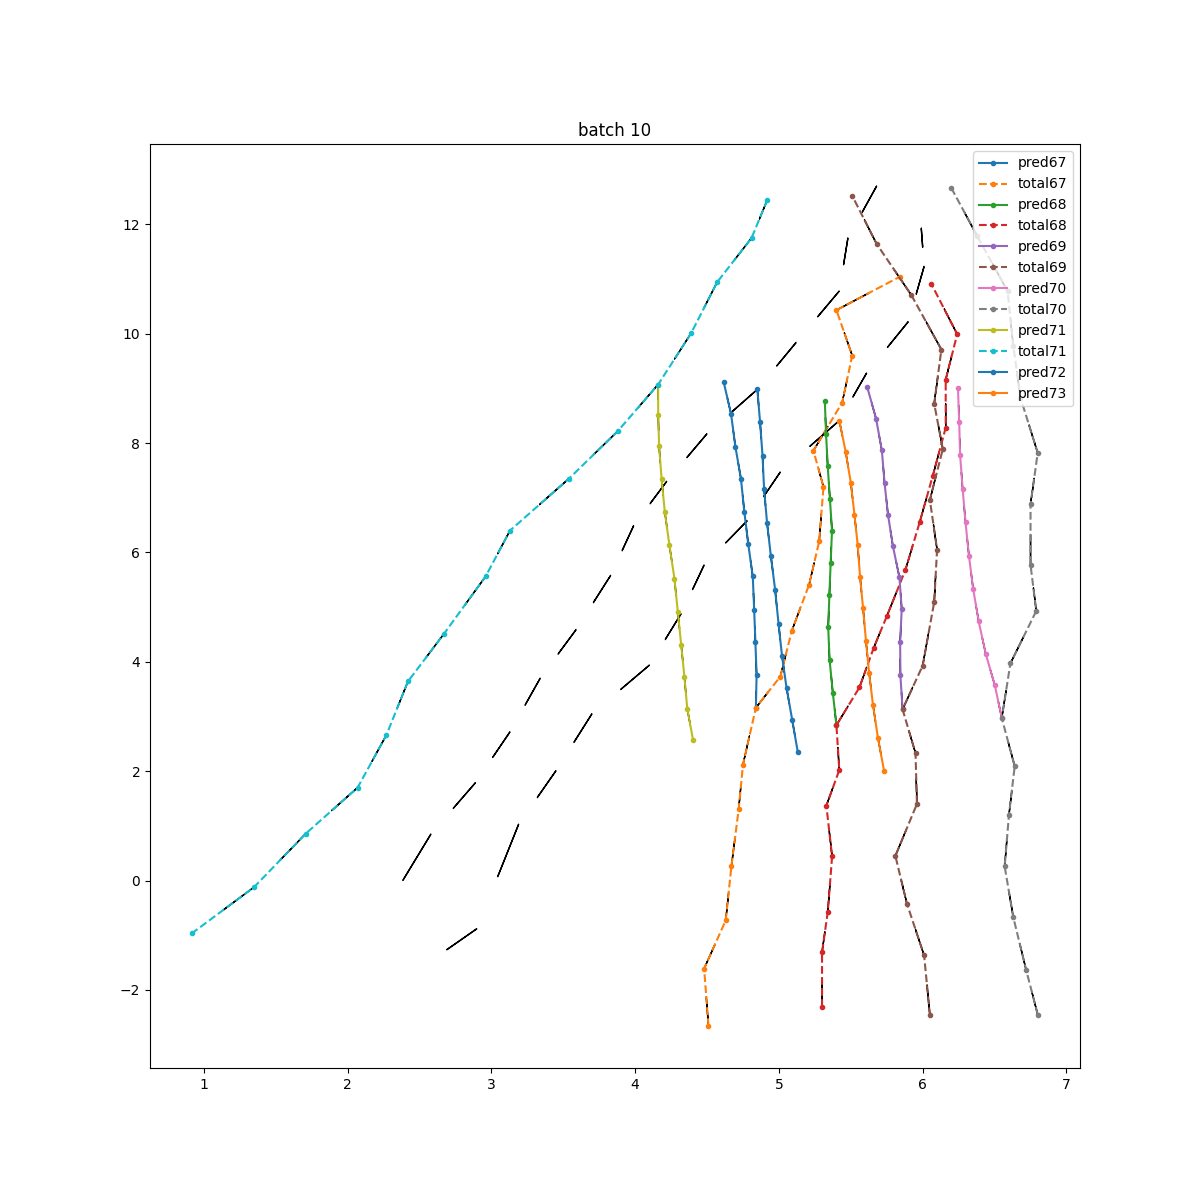 batch 10
pred67
total67
pred68
total68
pred69
total69
pred70
total70
pred71
total71
pred72
pred73
12
10
8
6
4
2
0
−2
1 2 3 4 5 6 7